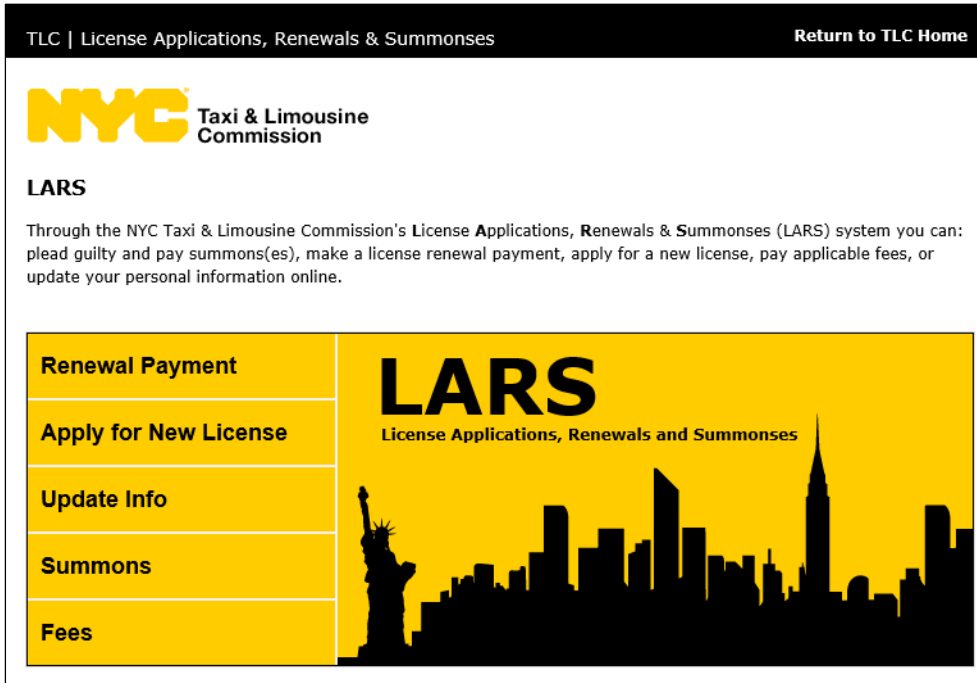 TLC | License Applications, Renewals & Summonses
Return to TLC Home
NYC
Taxi & Limousine
Commission
LARS
Through the NYC Taxi & Limousine Commission's License Applications, Renewals & Summonses (LARS) system you can:
plead guilty and pay summons(es), make a license renewal payment, apply for a new license, pay applicable fees, or
update your personal information online.
Renewal Payment
Apply for New License
Update Info
Summons
Fees
LARS
License Applications, Renewals and Summonses